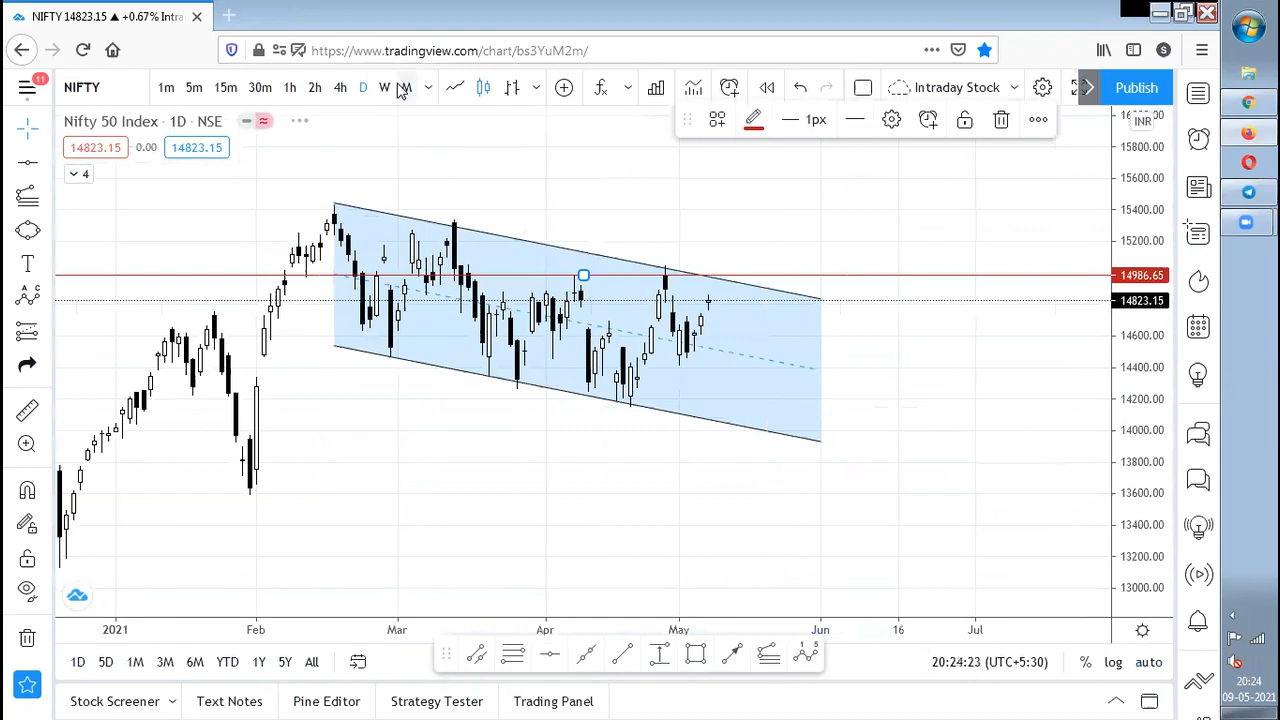 NIFTY 14823.15 ▲ +0.67% Intra
https://www.tradingview.com/chart/bs3YuM2m/
S
11
NIFTY
1m 5m 15m 30m 1h 2h 4h D W M
Intraday Stock
Publish
Nifty 50 Index · 1D · NSE
1px
INR
14823.15 0.00 14823.15
4
16000.00
15800.00
15600.00
15400.00
15200.00
14986.65
14823.15
14600.00
14400.00
14200.00
14000.00
13800.00
13600.00
13400.00
13200.00
13000.00
2021 Feb Mar Apr May Jun 16 Jul
1D 5D 1M 3M 6M YTD 1Y 5Y All
20:24:23 (UTC+5:30) % log auto
Stock Screener Text Notes Pine Editor Strategy Tester Trading Panel
20:24
09-05-2021